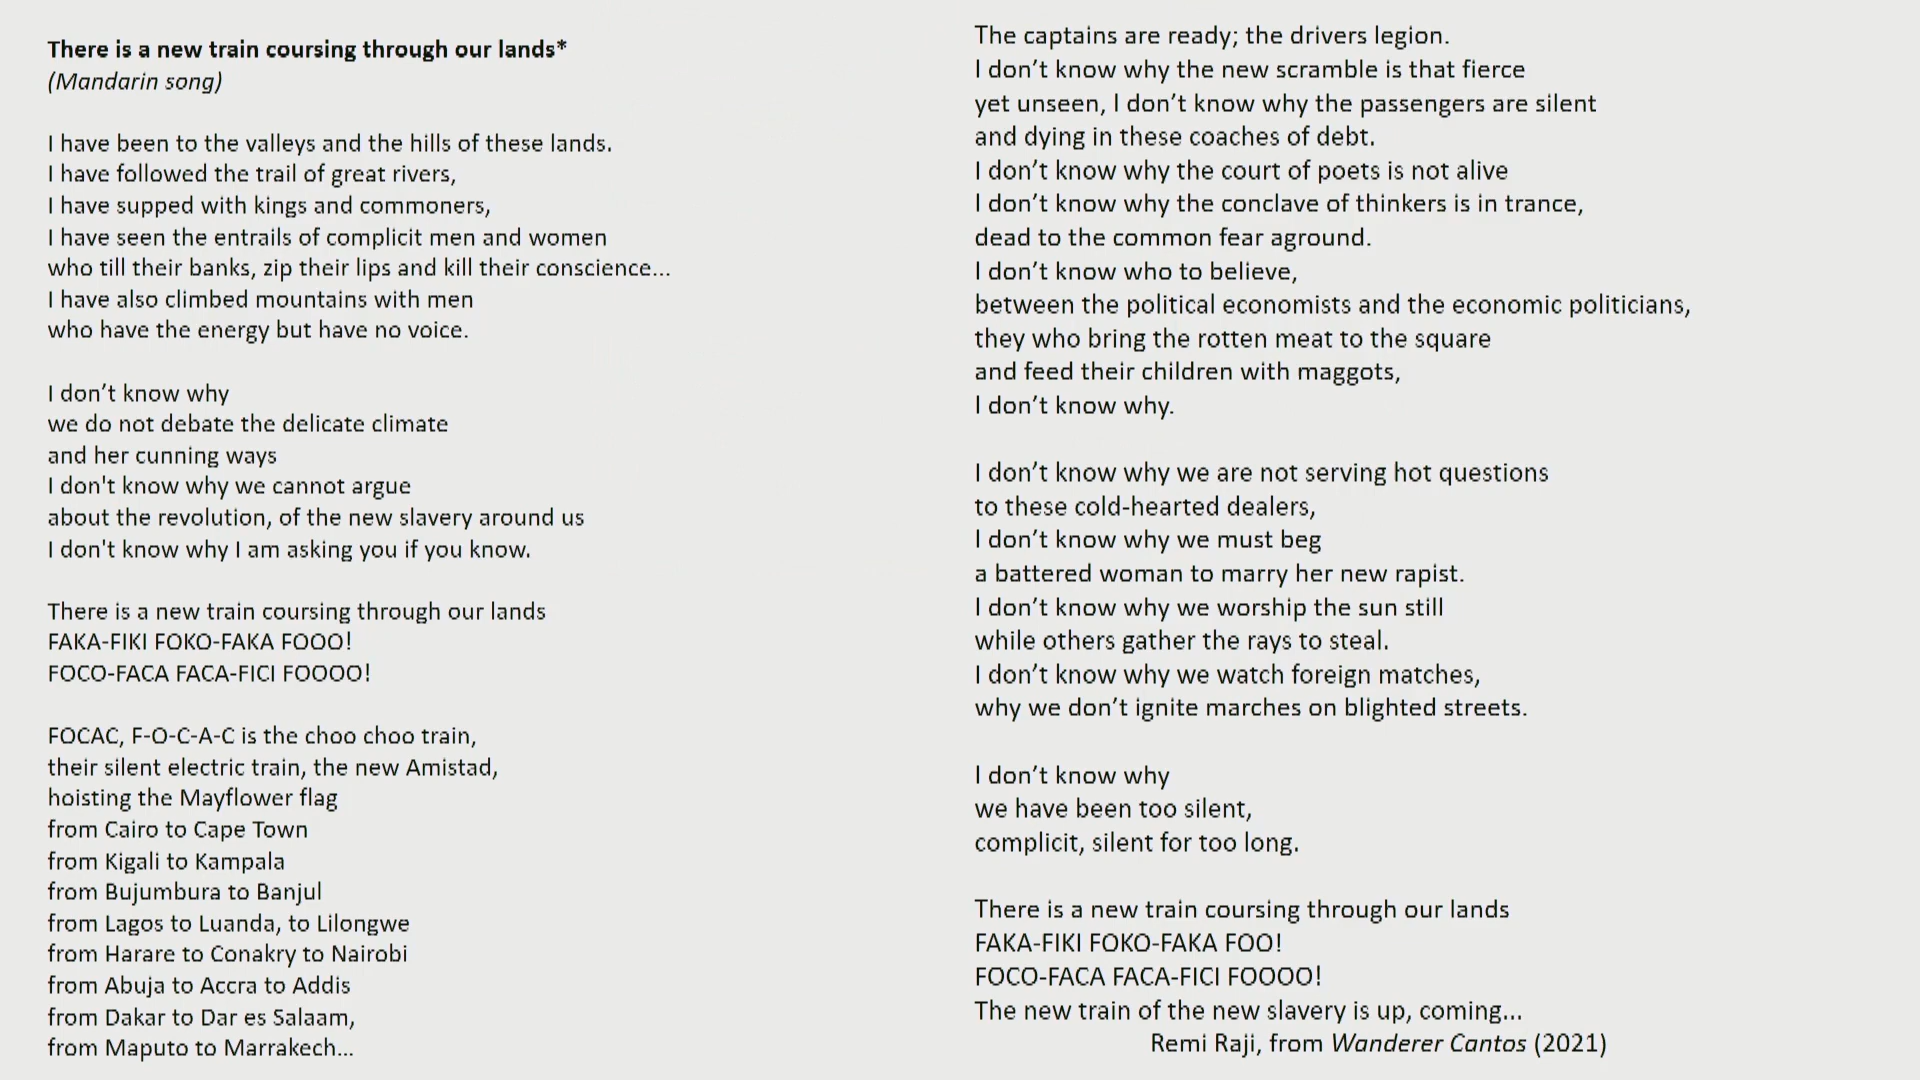 There is a new train coursing through our lands*
(Mandarin song)
I have been to the valleys and the hills of these lands.
I have followed the trail of great rivers,
I have supped with kings and commoners,
I have seen the entrails of complicit men and women
who till their banks, zip their lips and kill their conscience...
I have also climbed mountains with men
who have the energy but have no voice.
I don’t know why
we do not debate the delicate climate
and her cunning ways
I don't know why we cannot argue
about the revolution, of the new slavery around us
I don't know why I am asking you if you know.
There is a new train coursing through our lands
FAKA-FIKI FOKO-FAKA FOOO!
FOCO-FACA FACA-FICI FOOOO!
FOCAC, F-O-C-A-C is the choo choo train,
their silent electric train, the new Amistad,
hoisting the Mayflower flag
from Cairo to Cape Town
from Kigali to Kampala
from Bujumbura to Banjul
from Lagos to Luanda, to Lilongwe
from Harare to Conakry to Nairobi
from Abuja to Accra to Addis
from Dakar to Dar es Salaam,
from Maputo to Marrakech...
The captains are ready; the drivers legion.
I don’t know why the new scramble is that fierce
yet unseen, I don’t know why the passengers are silent
and dying in these coaches of debt.
I don’t know why the court of poets is not alive
I don’t know why the conclave of thinkers is in trance,
dead to the common fear aground.
I don’t know who to believe,
between the political economists and the economic politicians,
they who bring the rotten meat to the square
and feed their children with maggots,
I don’t know why.
I don’t know why we are not serving hot questions
to these cold-hearted dealers,
I don’t know why we must beg
a battered woman to marry her new rapist.
I don’t know why we worship the sun still
while others gather the rays to steal.
I don’t know why we watch foreign matches,
why we don’t ignite marches on blighted streets.
I don’t know why
we have been too silent,
complicit, silent for too long.
There is a new train coursing through our lands
FAKA-FIKI FOKO-FAKA FOO!
FOCO-FACA FACA-FICI FOOOO!
The new train of the new slavery is up, coming...
Remi Raji, from Wanderer Cantos (2021)